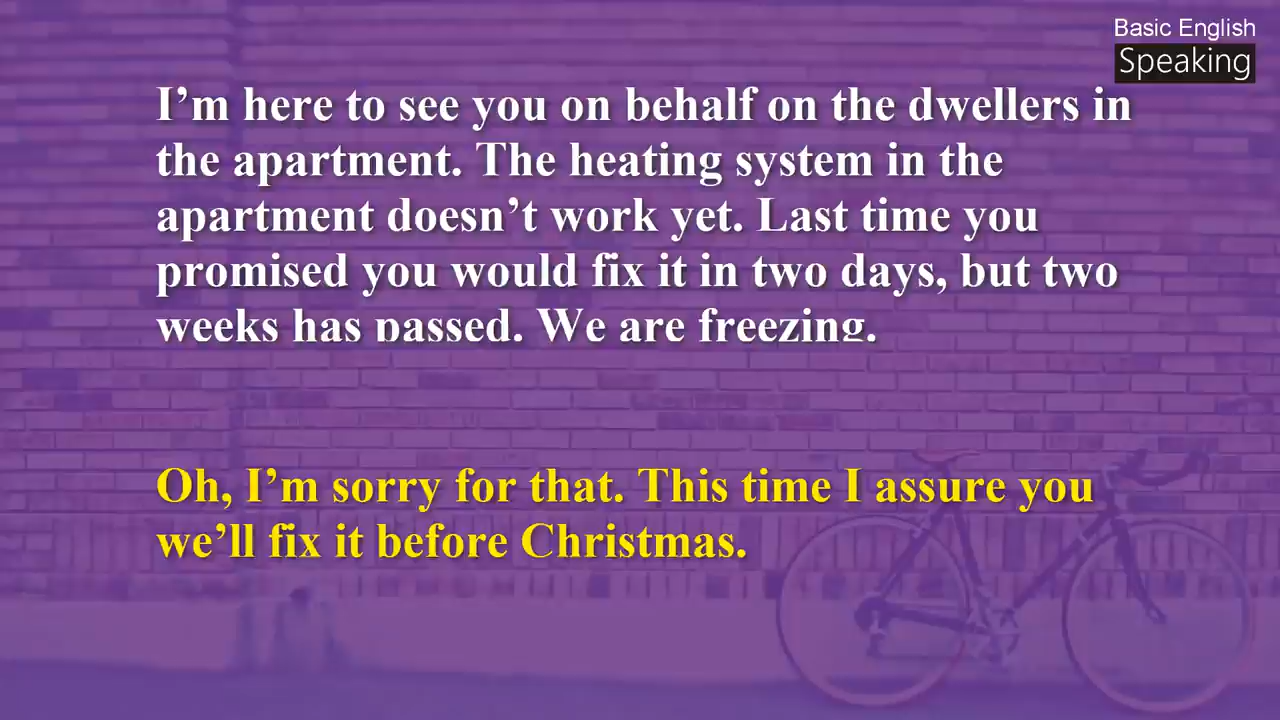 Basic English
Speaking
I’m here to see you on behalf on the dwellers in
the apartment. The heating system in the
apartment doesn’t work yet. Last time you
promised you would fix it in two days, but two
weeks has passed. We are freezing.
Oh, I’m sorry for that. This time I assure you
we’ll fix it before Christmas.